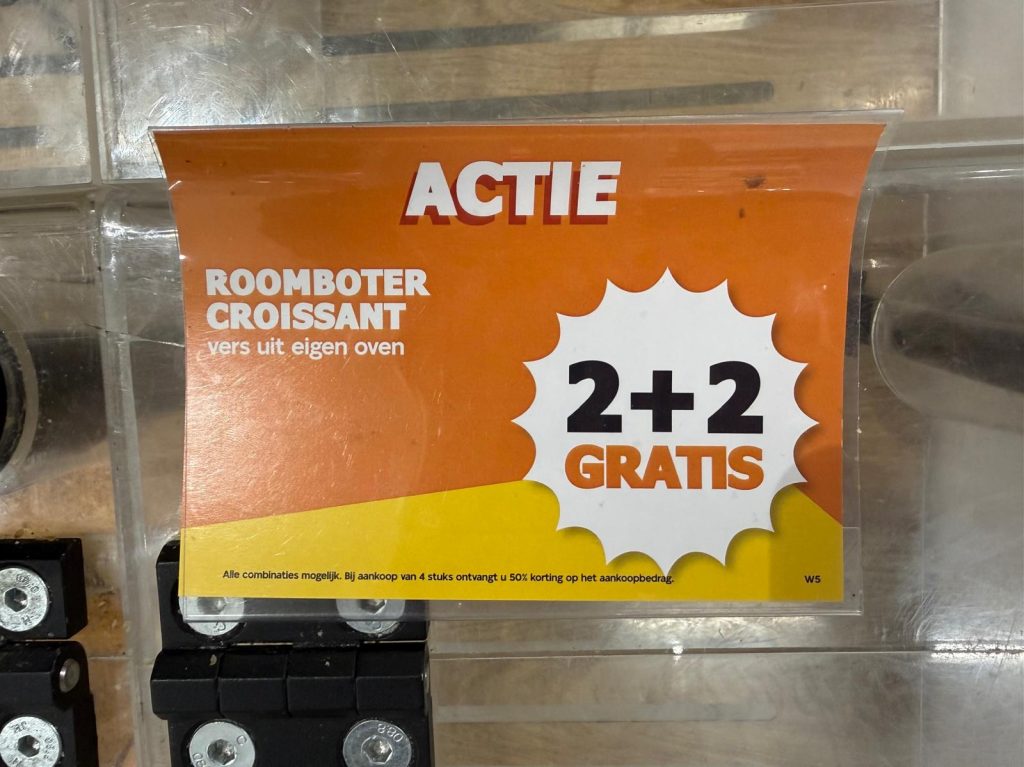 ACTIE
ROOMBOTER
CROISSANT
vers uit eigen oven
2+2
GRATIS
Alle combinaties mogelijk. Bij aankoop van 4 stuks ontvangt u 50% korting op het aankoopbedrag.
W5